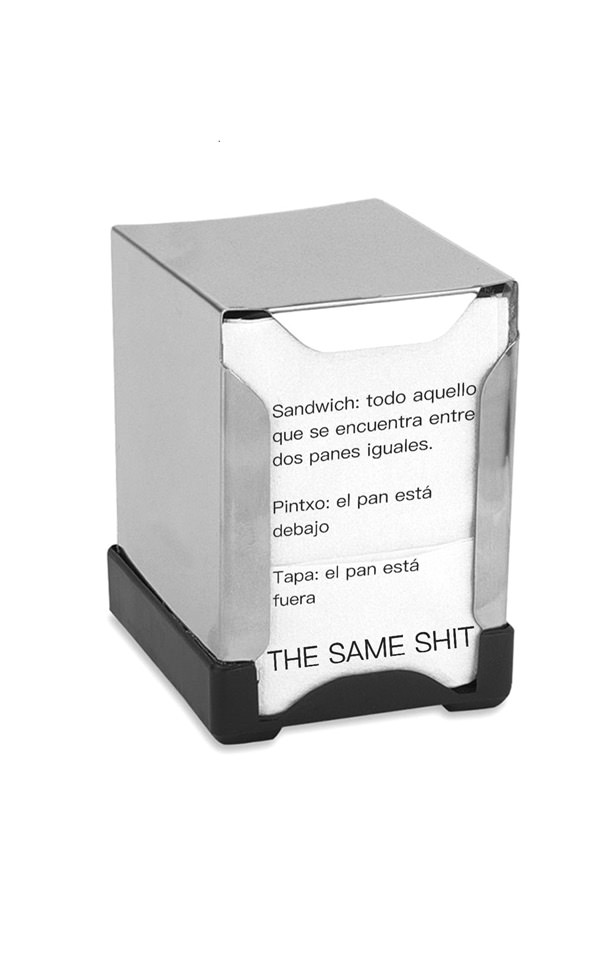 Sandwich: todo aquello
que se encuentra entre
dos panes iguales.
Pintxo: el pan está
debajo
Tapa: el pan está
fuera
THE SAME SHIT